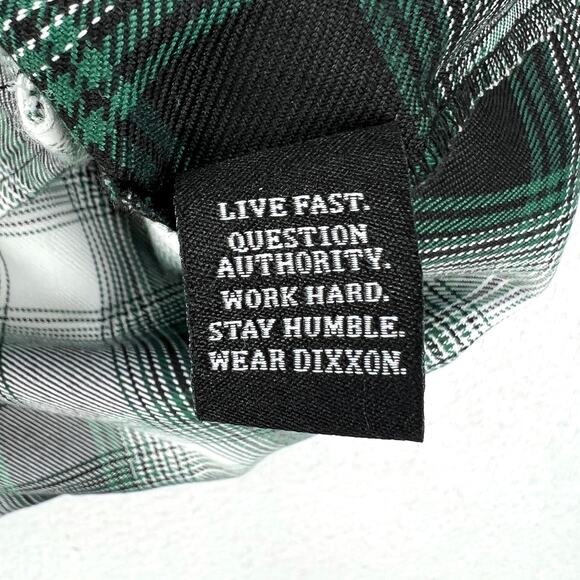 LIVE FAST.
QUESTION
AUTHORITY.
WORK HARD.
STAY HUMBLE.
WEAR DIXXON.